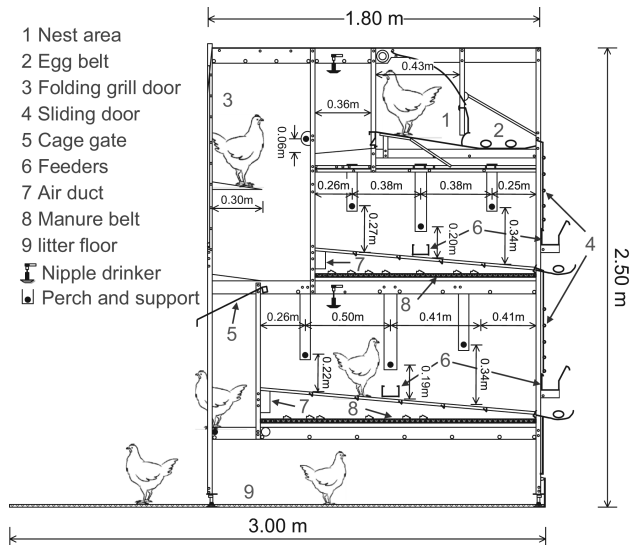 1.80 m
1 Nest area
2 Egg belt
3 Folding grill door
4 Sliding door
5 Cage gate
6 Feeders
7 Air duct
8 Manure belt
9 litter floor
Nipple drinker
Perch and support
0.43m
3
0.36m
1
2
0.06m
0.30m
0.26m 0.38m 0.38m 0.25m
0.27m
6
0.20m
0.34m
4
7
8
2.50 m
5
0.26m 0.50m 0.41m 0.41m
0.22m
6
0.19m
0.34m
7
8
9
3.00 m